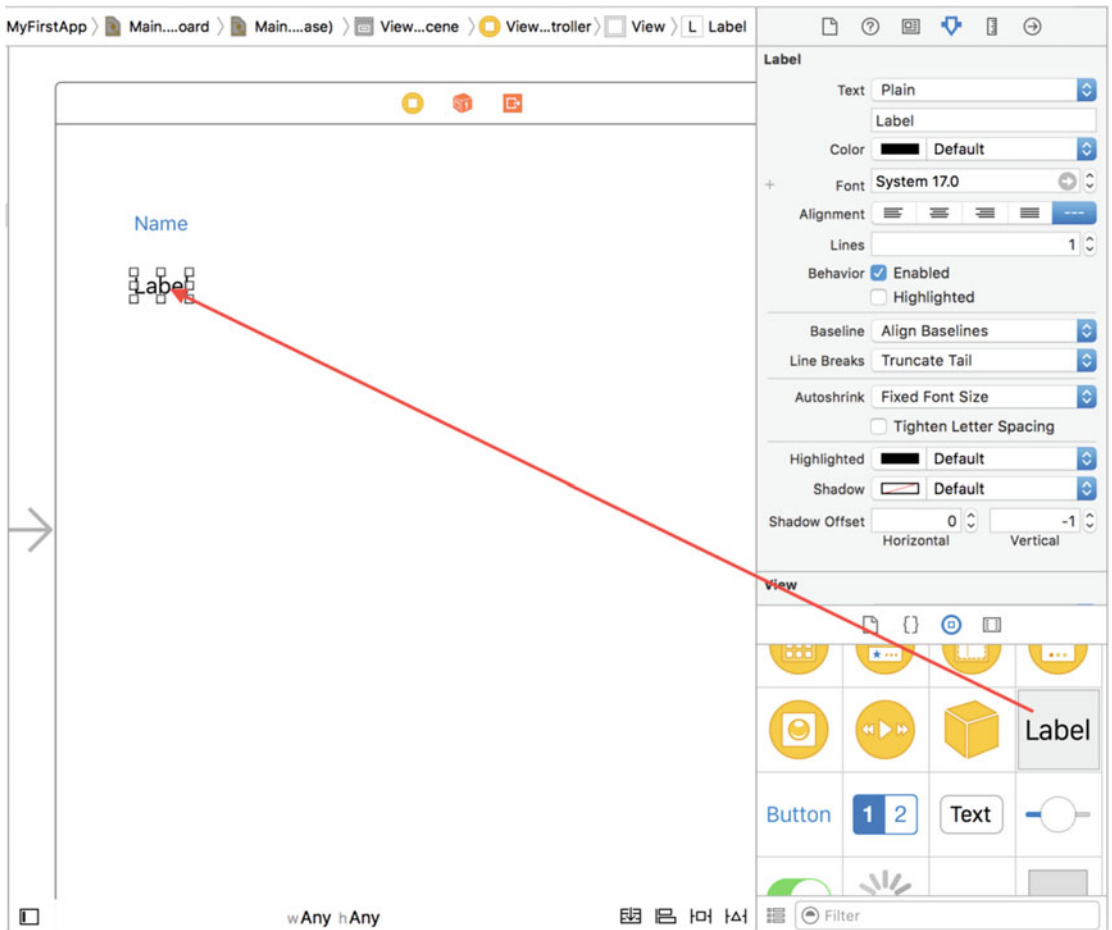 MyFirstApp Main....oard Main....ase) View...cene View...troller View L Label
Label
Text Plain
Label
Color Default
Font System 17.0
Alignment
Lines 1
Behavior Enabled
Highlighted
Baseline Align Baselines
Line Breaks Truncate Tail
Autoshrink Fixed Font Size
Tighten Letter Spacing
Highlighted Default
Shadow Default
Shadow Offset 0 -1
Horizontal Vertical
View
Name
Label
Label
Button 1 2 Text
wAny hAny
Filter